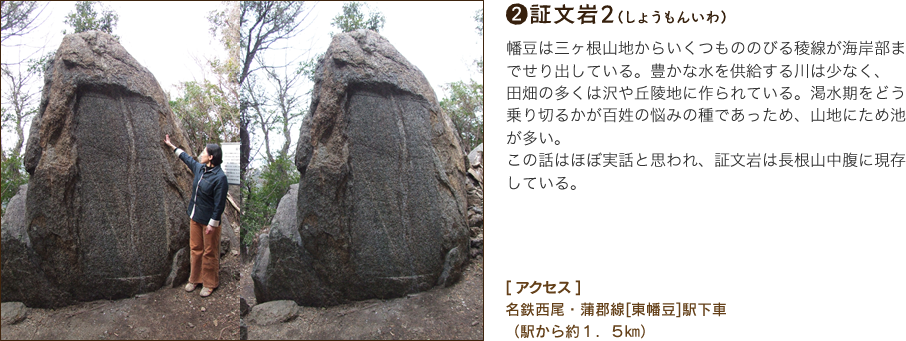 ❷証文岩2(しょうもんいわ)
幡豆は三ヶ根山地からいくつもののびる稜線が海岸部ま
でせり出している。豊かな水を供給する川は少なく、
田畑の多くは沢や丘陵地に作られている。渇水期をどう
乗り切るかが百姓の悩みの種であっため、山地にため池
が多い。
この話はほぼ実話と思われ、証文岩は長根山中腹に現存
している。
[ アクセス ]
名鉄西尾・蒲郡線[東幡豆]駅下車
（駅から約１．５㎞）